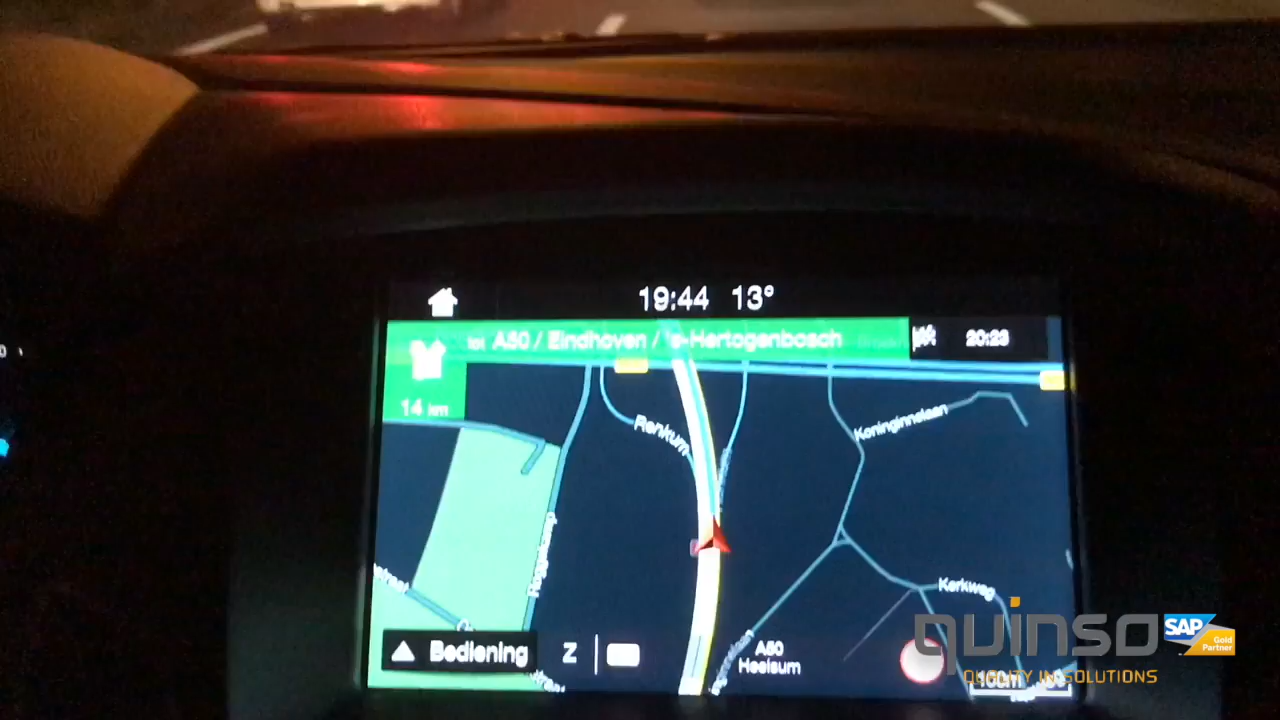 19:44 13°
tot A50 / Eindhoven / 's-Hertogenbosch
20:23
14 km
Renkum
Koninginnelaan
Kerkweg
Bediening
Z
A50
Heelsum
quinso
SAP
Gold
Partner
QUALITY IN SOLUTIONS